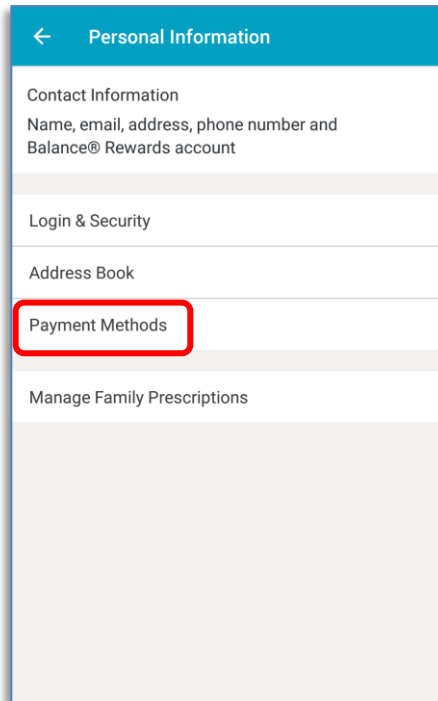 Personal Information
Contact Information
Name, email, address, phone number and
Balance® Rewards account
Login & Security
Address Book
Payment Methods
Manage Family Prescriptions